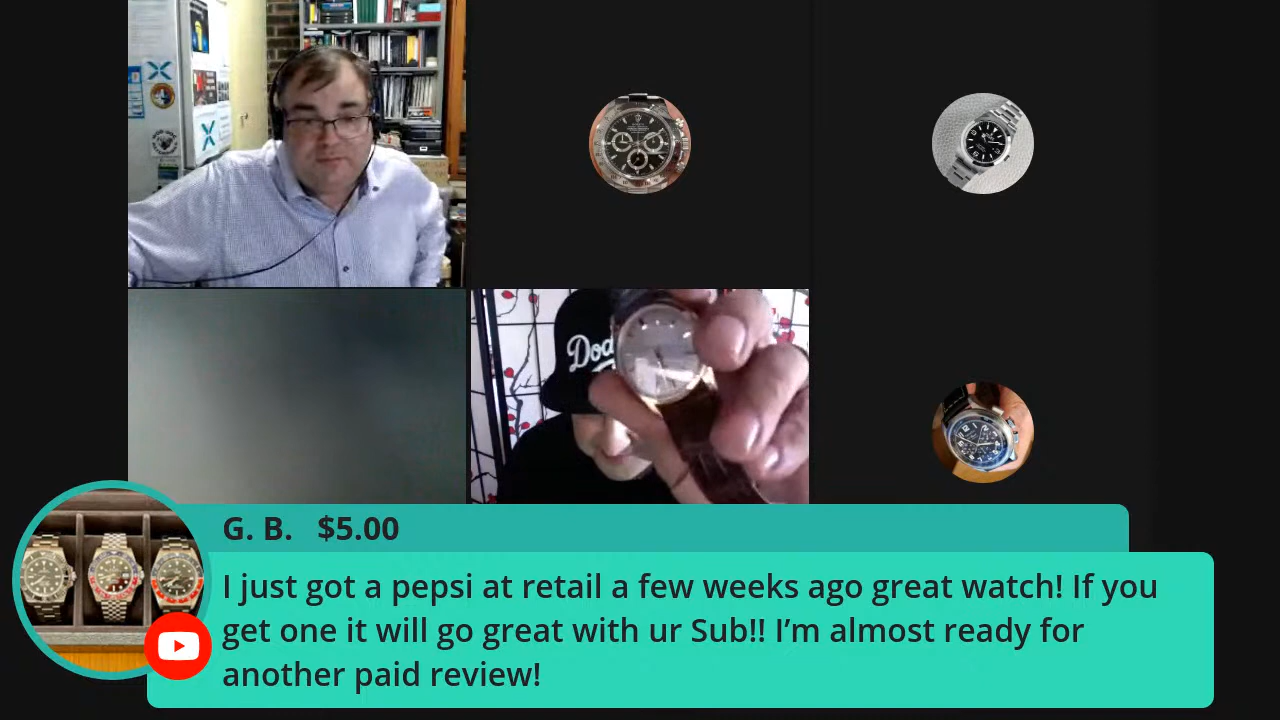 Dod
G. B. $5.00
I just got a pepsi at retail a few weeks ago great watch! If you
get one it will go great with ur Sub!! I’m almost ready for
another paid review!